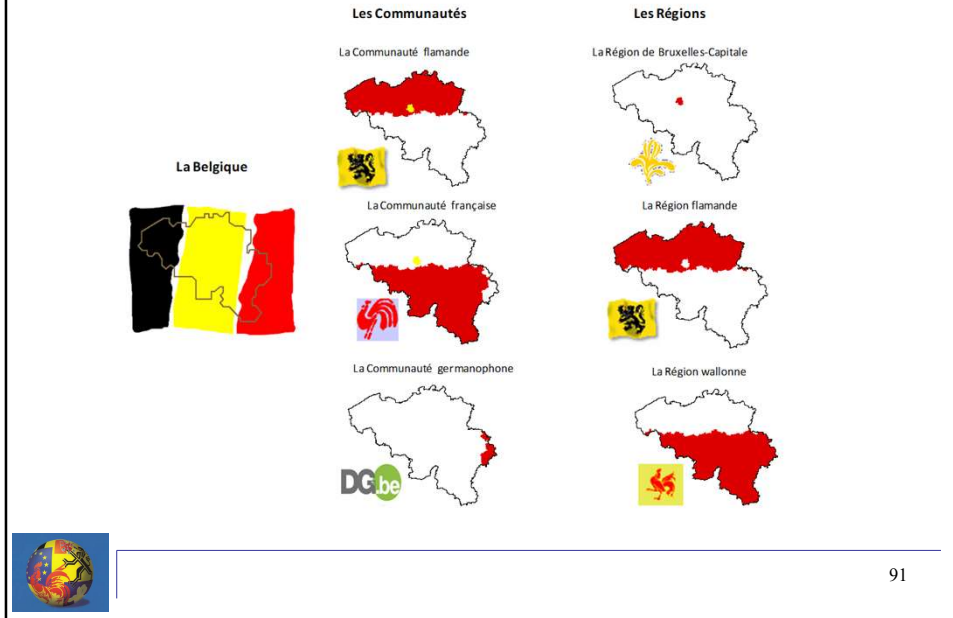 Les Communautés
Les Régions
La Communauté flamande
La Région de Bruxelles-Capitale
La Belgique
La Communauté française
La Région flamande
La Communauté germanophone
La Région wallonne
DG.be
91